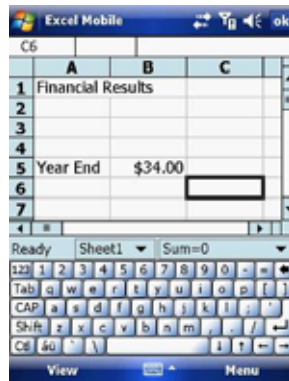 Excel Mobile ok
C6
A B C
1 Financial Results
2
3
4
5 Year End $34.00
6
7
Ready Sheet1 Sum=0
123 1 2 3 4 5 6 7 8 9 0 - =
Tab q w e r t y u i o p [ ]
CAP a s d f g h j k l ; '
Shift z x c v b n m , . /
Ctl áü ` \
View Menu